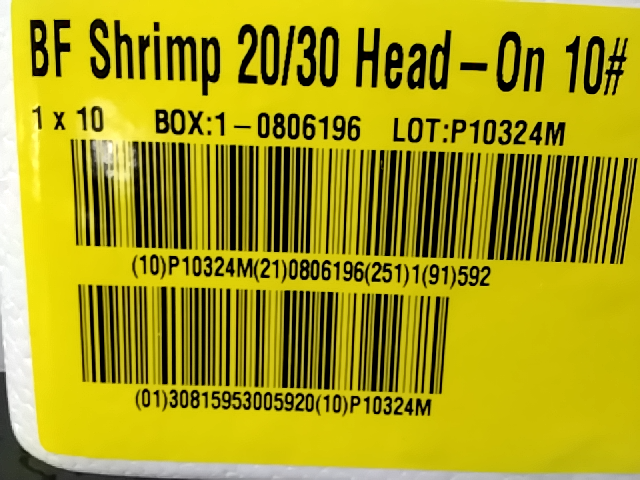 BF Shrimp 20/30 Head-On 10#
1 x 10 BOX:1-0806196 LOT:P10324M
(10)P10324M(21)0806196(251)1(91)592
(01)30815953005920(10)P10324M